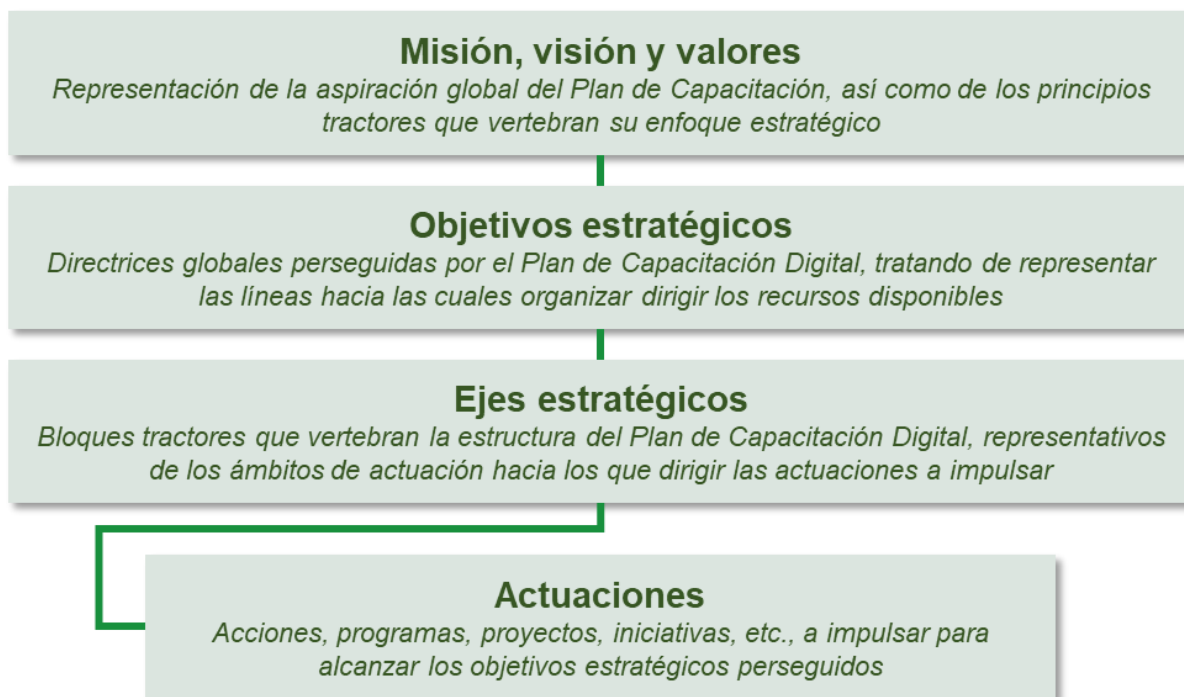 Misión, visión y valores
Representación de la aspiración global del Plan de Capacitación, así como de los principios
tractores que vertebran su enfoque estratégico
Objetivos estratégicos
Directrices globales perseguidas por el Plan de Capacitación Digital, tratando de representar
las líneas hacia las cuales organizar dirigir los recursos disponibles
Ejes estratégicos
Bloques tractores que vertebran la estructura del Plan de Capacitación Digital, representativos
de los ámbitos de actuación hacia los que dirigir las actuaciones a impulsar
Actuaciones
Acciones, programas, proyectos, iniciativas, etc., a impulsar para
alcanzar los objetivos estratégicos perseguidos